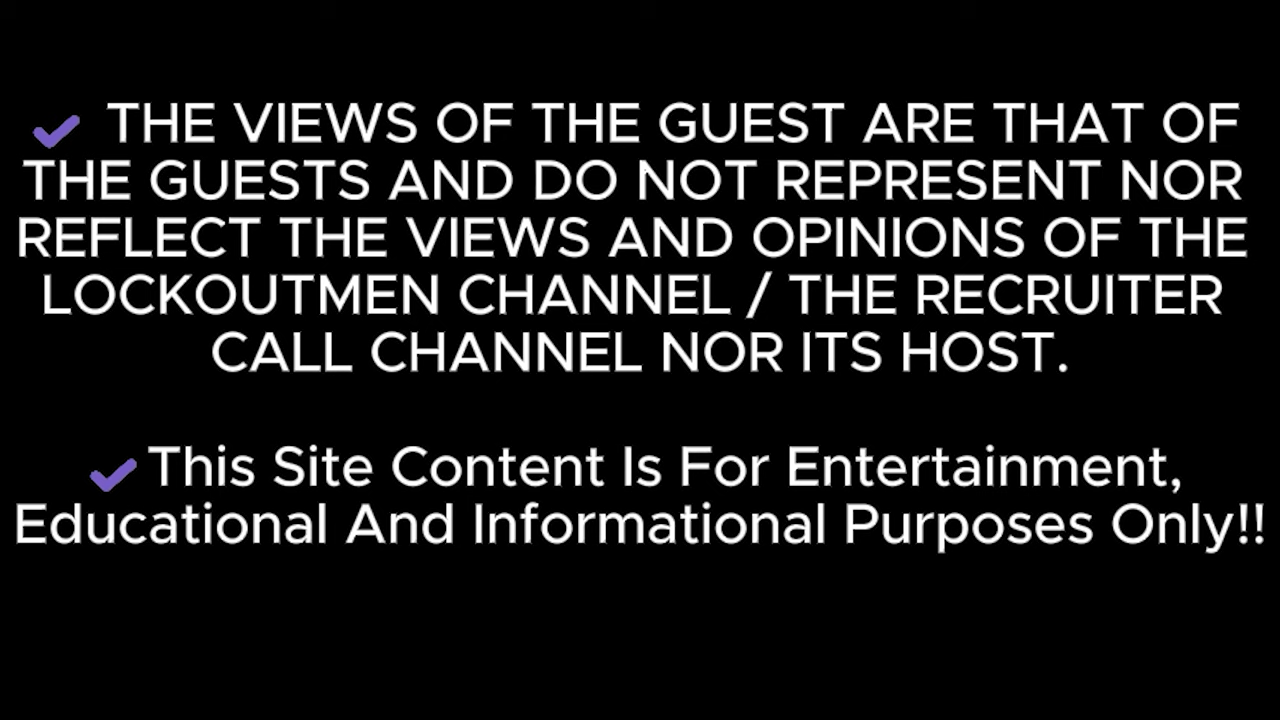 ✔ THE VIEWS OF THE GUEST ARE THAT OF
THE GUESTS AND DO NOT REPRESENT NOR
REFLECT THE VIEWS AND OPINIONS OF THE
LOCKOUTMEN CHANNEL / THE RECRUITER
CALL CHANNEL NOR ITS HOST.
✔ This Site Content Is For Entertainment,
Educational And Informational Purposes Only!!